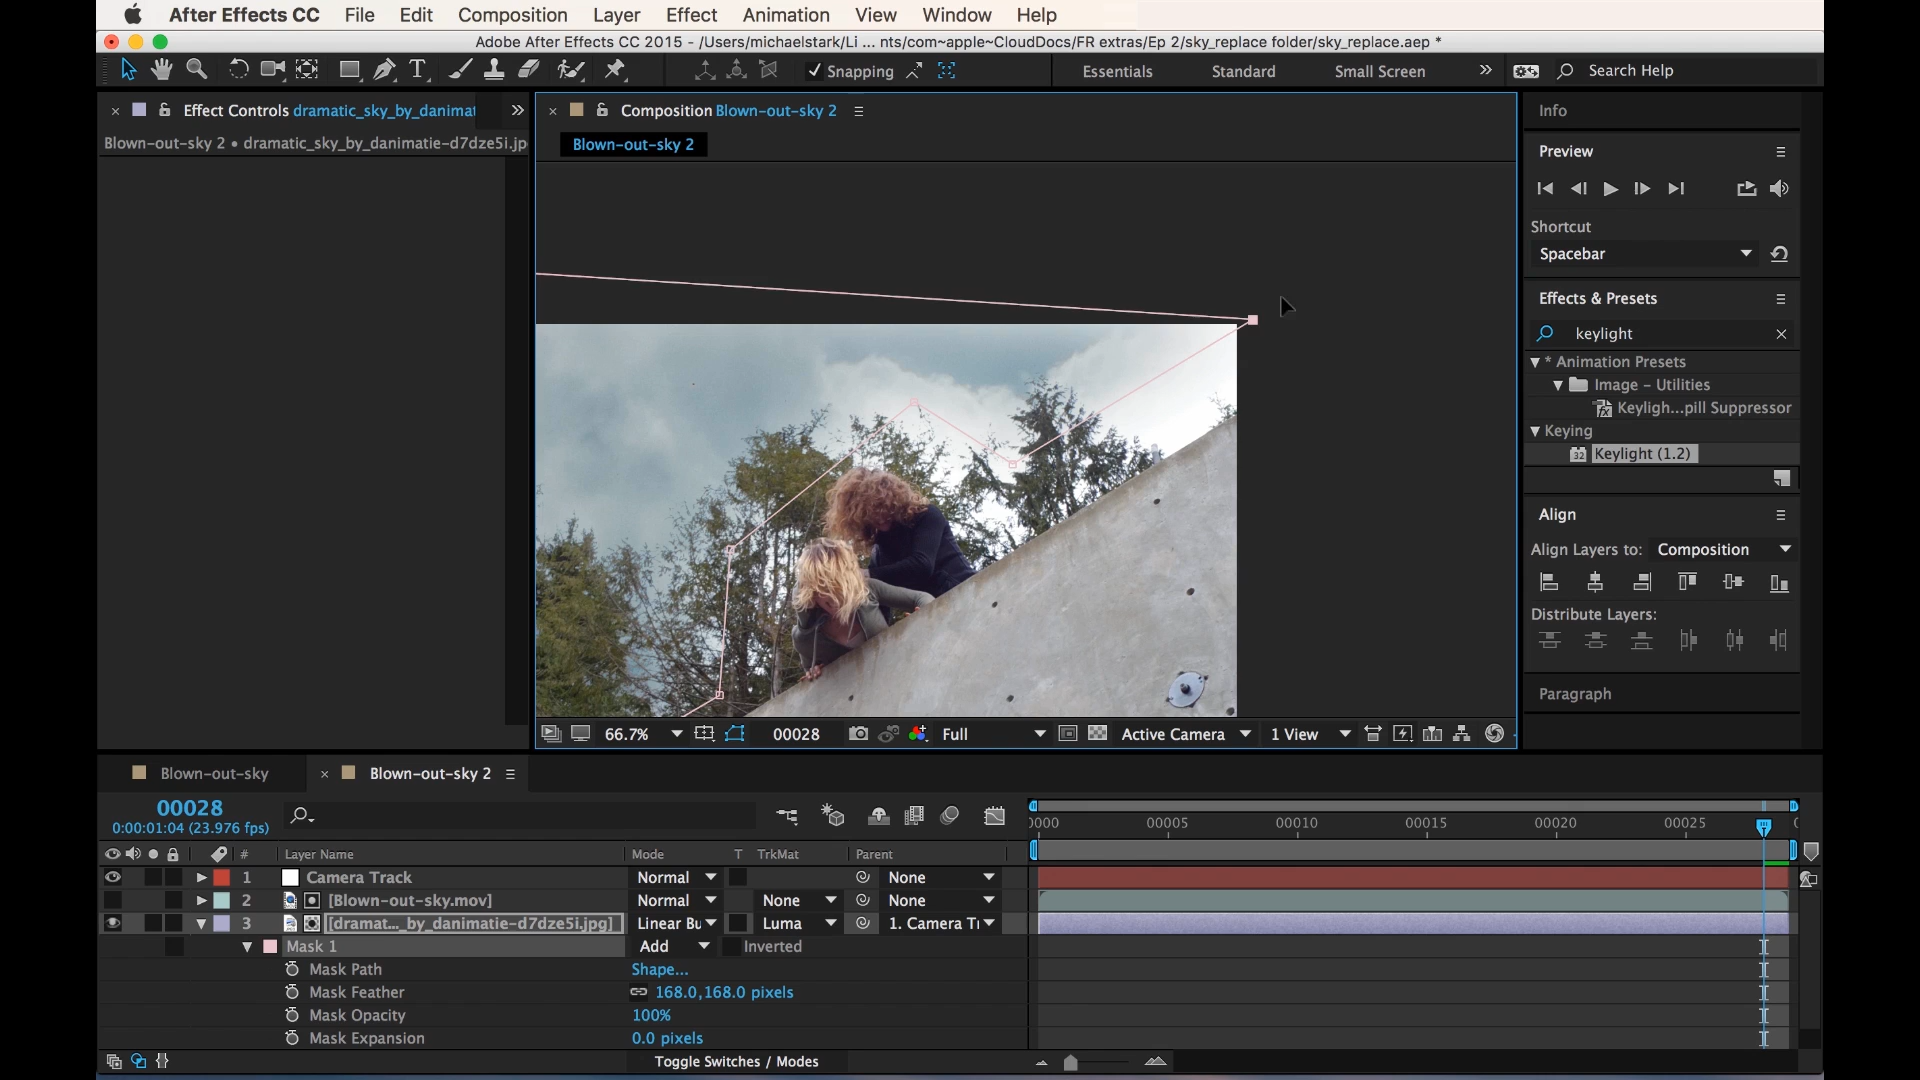 After Effects CC File Edit Composition Layer Effect Animation View Window Help
Adobe After Effects CC 2015 - /Users/michaelstark/Li ... nts/com~apple~CloudDocs/FR extras/Ep 2/sky_replace folder/sky_replace.aep *
T Snapping Essentials Standard Small Screen » Search Help
× Effect Controls dramatic_sky_by_danimat »
× Composition Blown-out-sky 2
Info
Blown-out-sky 2 • dramatic_sky_by_danimatie-d7dze5i.jp
Blown-out-sky 2
Preview
Shortcut
Spacebar
Effects & Presets
keylight ×
* Animation Presets
Image – Utilities
Keyligh...pill Suppressor
Keying
32 Keylight (1.2)
Align
Align Layers to: Composition
Distribute Layers:
Paragraph
66.7% 00028 Full Active Camera 1 View
Blown-out-sky × Blown-out-sky 2
00028
0:00:01:04 (23.976 fps)
0000 00005 00010 00015 00020 00025
# Layer Name Mode T TrkMat Parent
1 Camera Track Normal None
2 [Blown-out-sky.mov] Normal None None
3 [dramat..._by_danimatie-d7dze5i.jpg] Linear Bu Luma 1. Camera Ti
Mask 1 Add Inverted
Mask Path Shape...
Mask Feather 168.0,168.0 pixels
Mask Opacity 100%
Mask Expansion 0.0 pixels
Toggle Switches / Modes